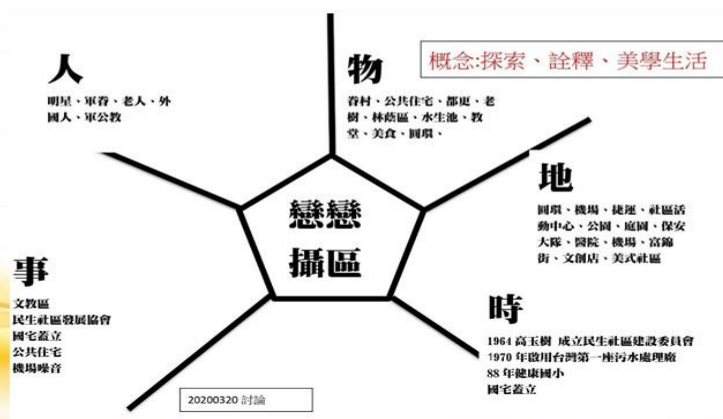 人
明星、軍眷、老人、外
國人、軍公教
物
眷村、公共住宅、都更、老
樹、林蔭區、水生池、教
堂、美食、圓環、
概念:探索、詮釋、美學生活
戀戀
攝區
地
圓環、機場、捷運、社區活
動中心、公園、庭園、保安
大隊、醫院、機場、富錦
街、文創店、美式社區
事
文教區
民生社區發展協會
國宅蓋立
公共住宅
機場噪音
時
1964 高玉樹 成立民生社區建設委員會
1970 年啟用台灣第一座污水處理廠
88 年健康國小
國宅蓋立
20200320 討論